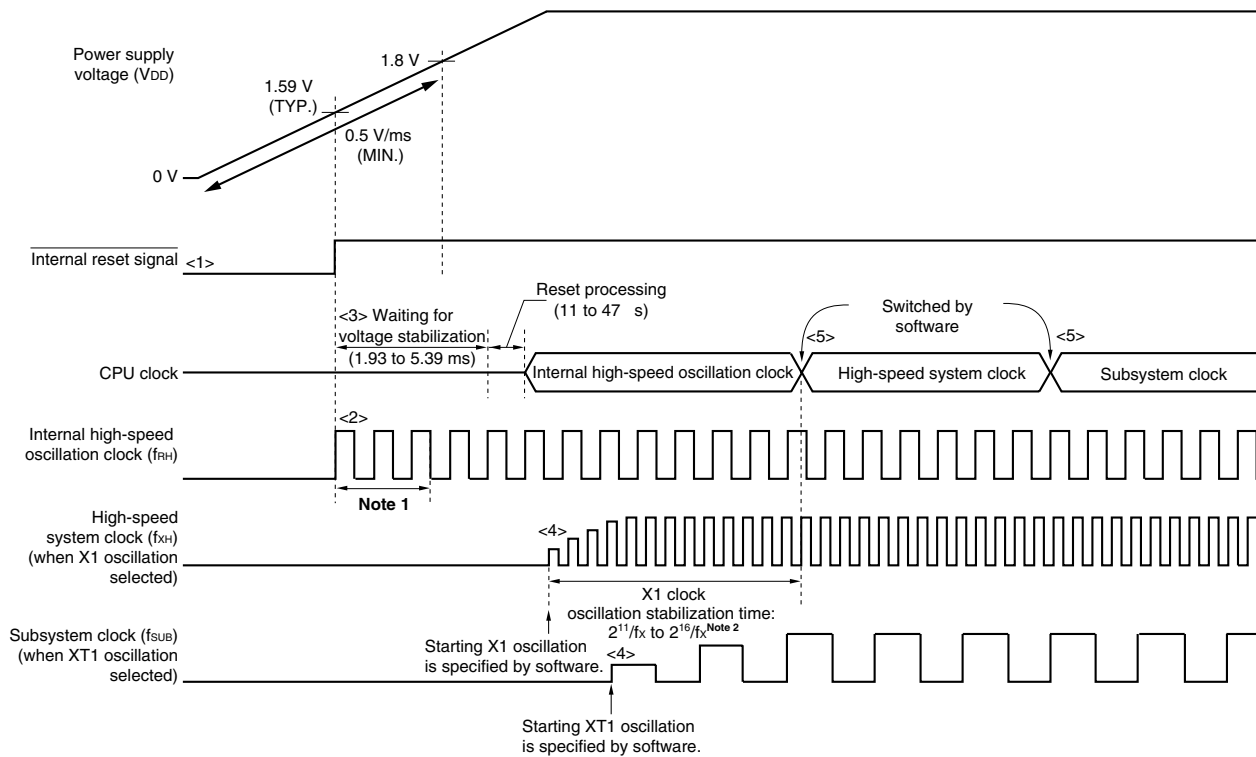 Power supply
voltage (VDD)
1.8 V
1.59 V
(TYP.)
0.5 V/ms
(MIN.)
0 V
Internal reset signal
<1>
<3> Waiting for
voltage stabilization
(1.93 to 5.39 ms)
Reset processing
(11 to 47 s)
Switched by
software
<5>
<5>
CPU clock
Internal high-speed oscillation clock
High-speed system clock
Subsystem clock
<2>
Internal high-speed
oscillation clock (fRH)
Note 1
High-speed
system clock (fXH)
(when X1 oscillation
selected)
<4>
X1 clock
oscillation stabilization time:
2¹¹/fX to 2¹⁶/fX Note 2
Starting X1 oscillation
is specified by software.
Subsystem clock (fSUB)
(when XT1 oscillation
selected)
<4>
Starting XT1 oscillation
is specified by software.